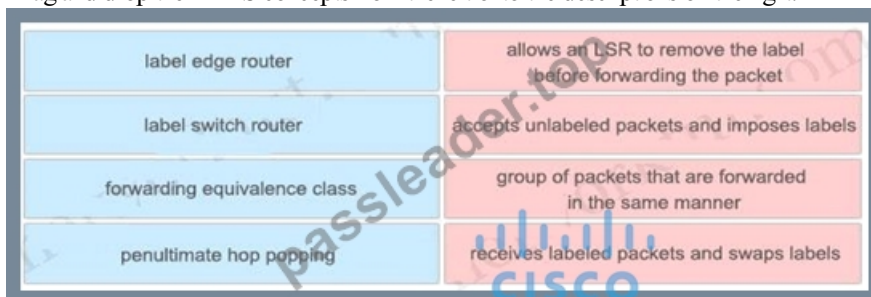 label edge router
allows an LSR to remove the label
before forwarding the packet
label switch router
accepts unlabeled packets and imposes labels
forwarding equivalence class
group of packets that are forwarded
in the same manner
penultimate hop popping
receives labeled packets and swaps labels
passleader.top
CISCO